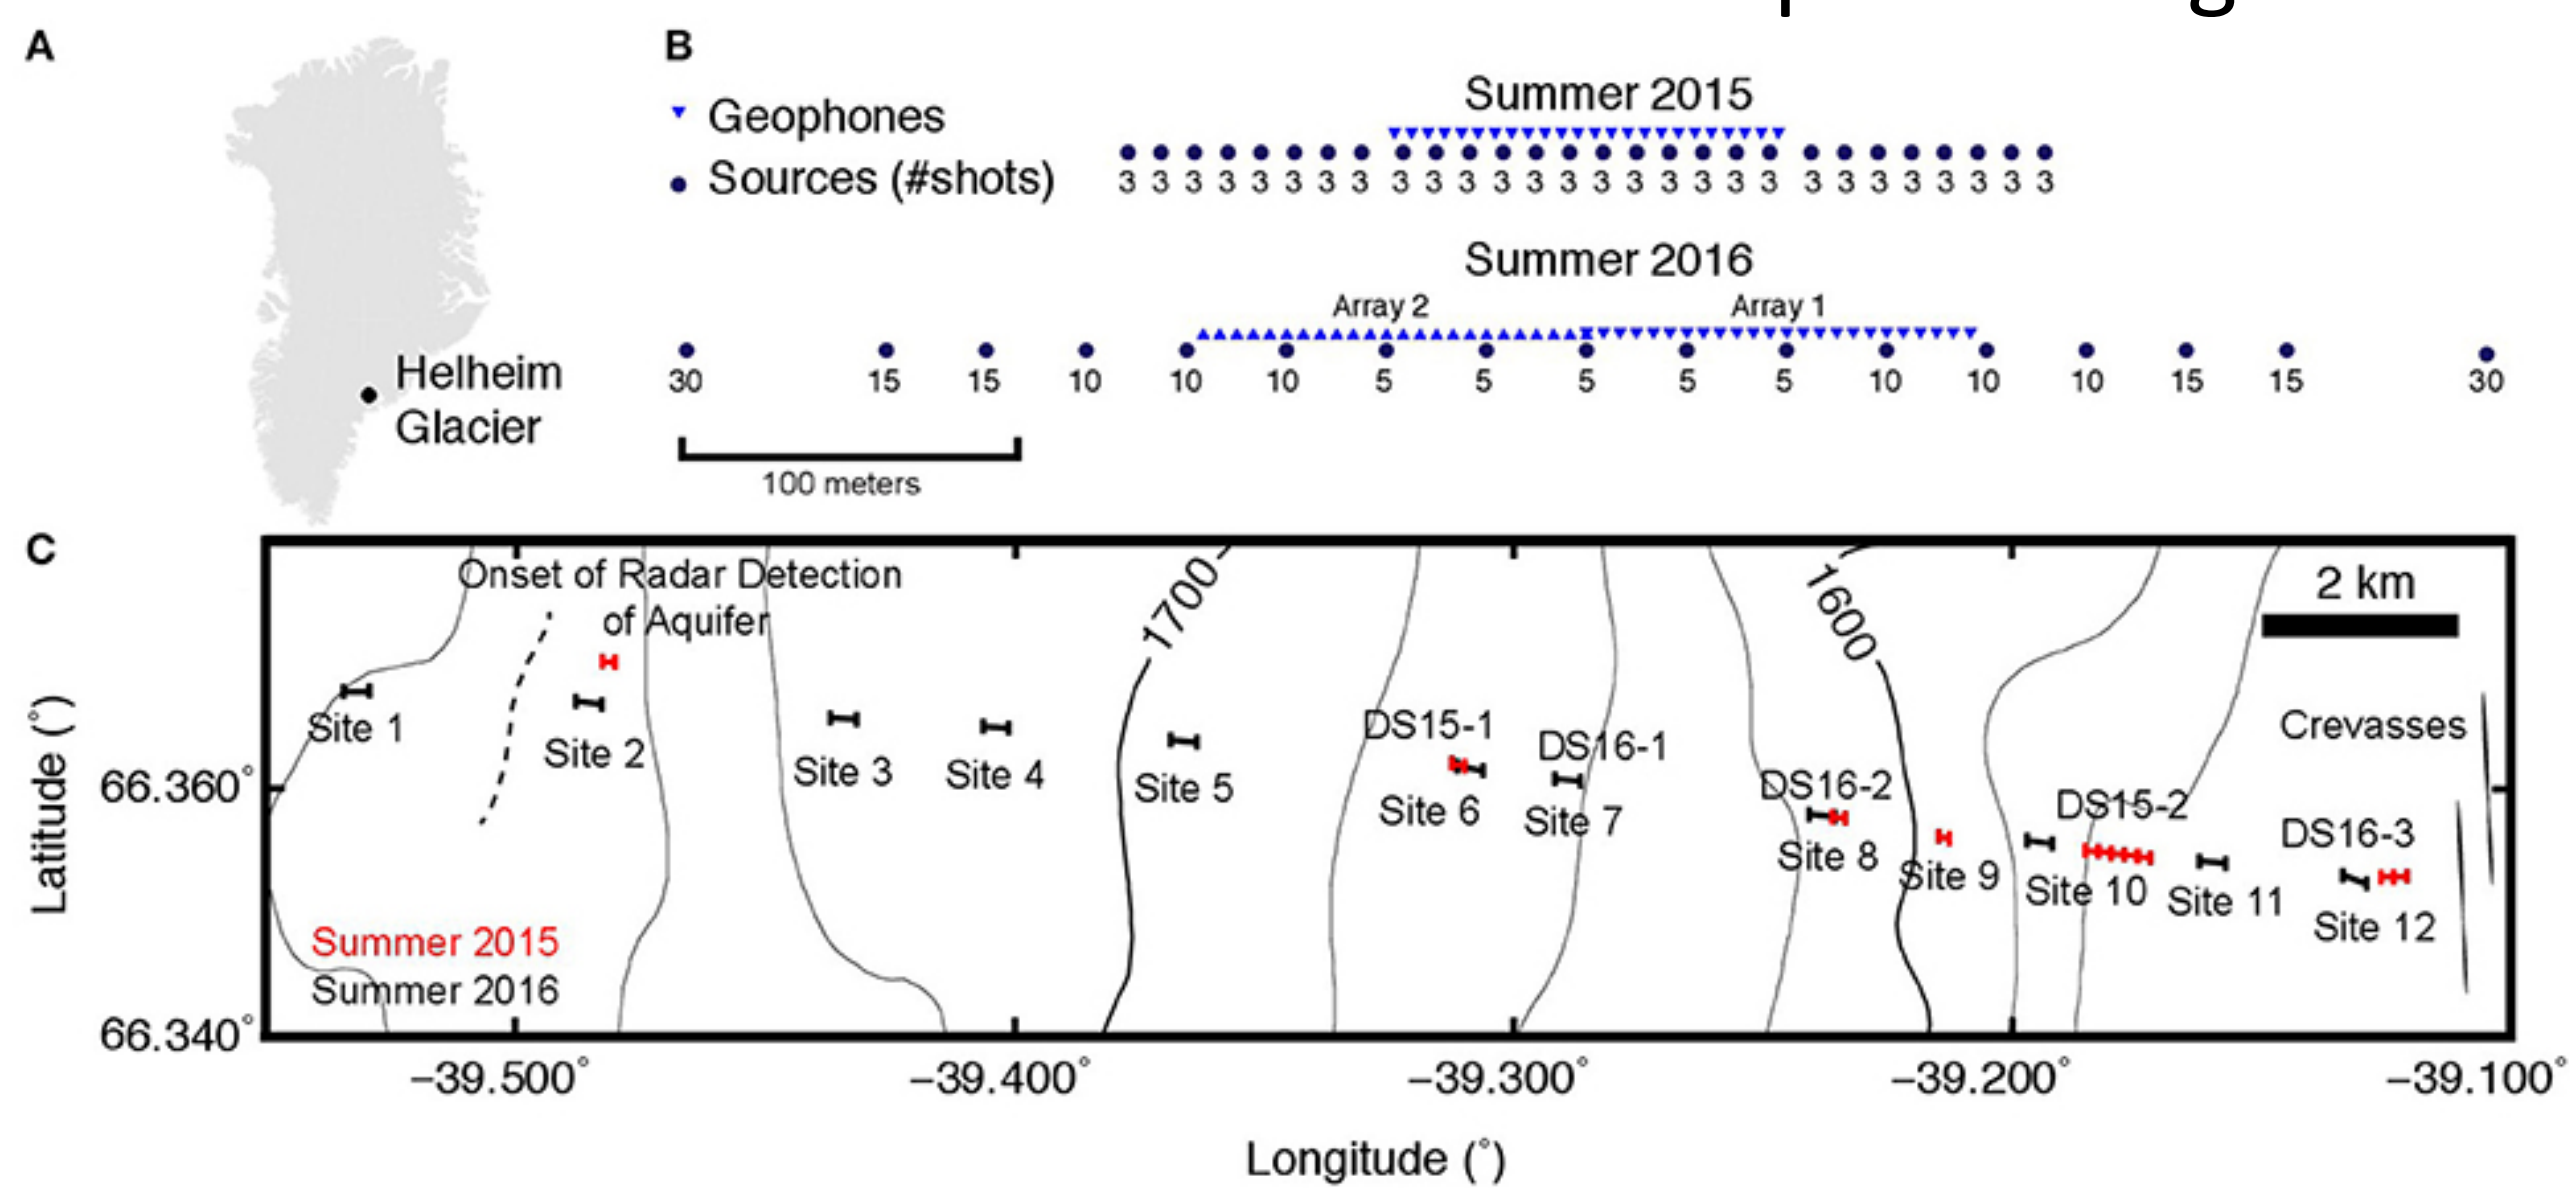 A
Helheim
Glacier
B
Geophones
Sources (#shots)
Summer 2015
3 3 3 3 3 3 3 3 3 3 3 3 3 3 3 3 3 3 3 3 3 3 3 3 3 3 3 3
Summer 2016
Array 2 Array 1
30 15 15 10 10 10 5 5 5 5 5 10 10 10 15 15 30
100 meters
C
Onset of Radar Detection
of Aquifer
1700
1600
2 km
Crevasses
Site 1
Site 2
Site 3
Site 4
Site 5
DS15-1
Site 6
DS16-1
Site 7
DS16-2
Site 8
Site 9
DS15-2
Site 10
Site 11
DS16-3
Site 12
Summer 2015
Summer 2016
Latitude (°)
66.360°
66.340°
−39.500° −39.400° −39.300° −39.200° −39.100°
Longitude (°)